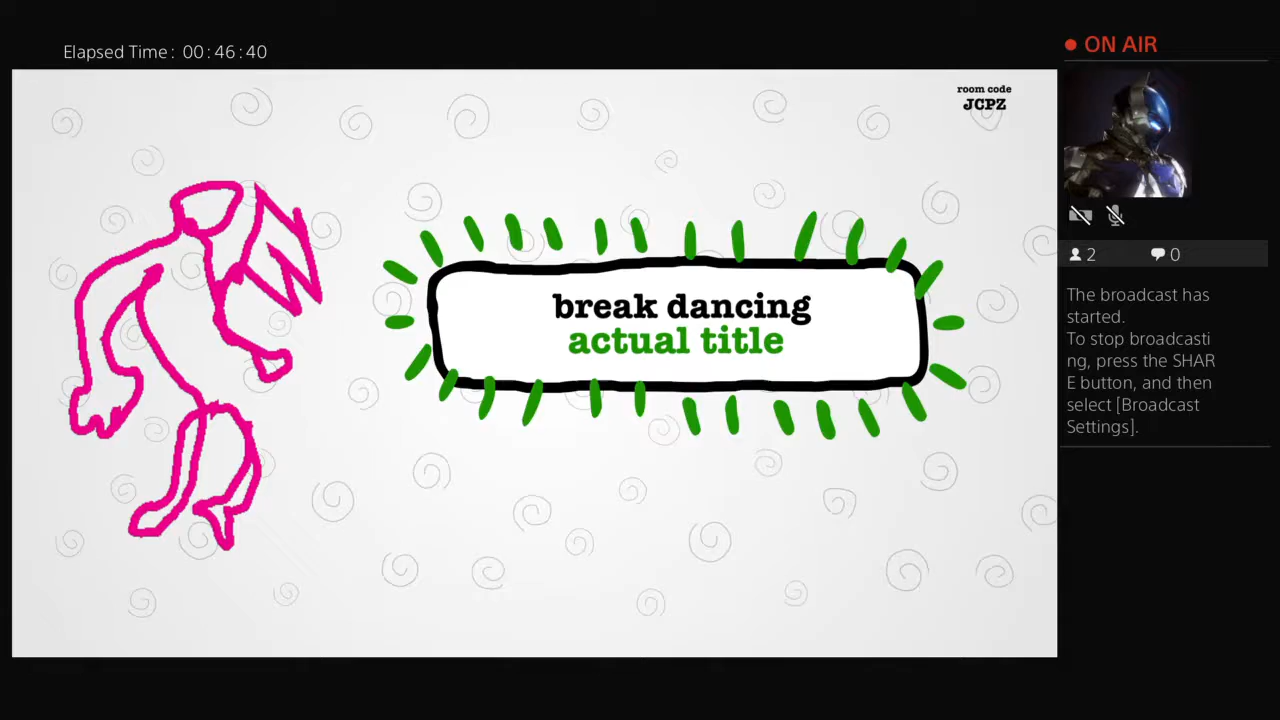 Elapsed Time: 00:46:40
ON AIR
room code
JCPZ
break dancing
actual title
2
0
The broadcast has
started.
To stop broadcasti
ng, press the SHAR
E button, and then
select [Broadcast
Settings].